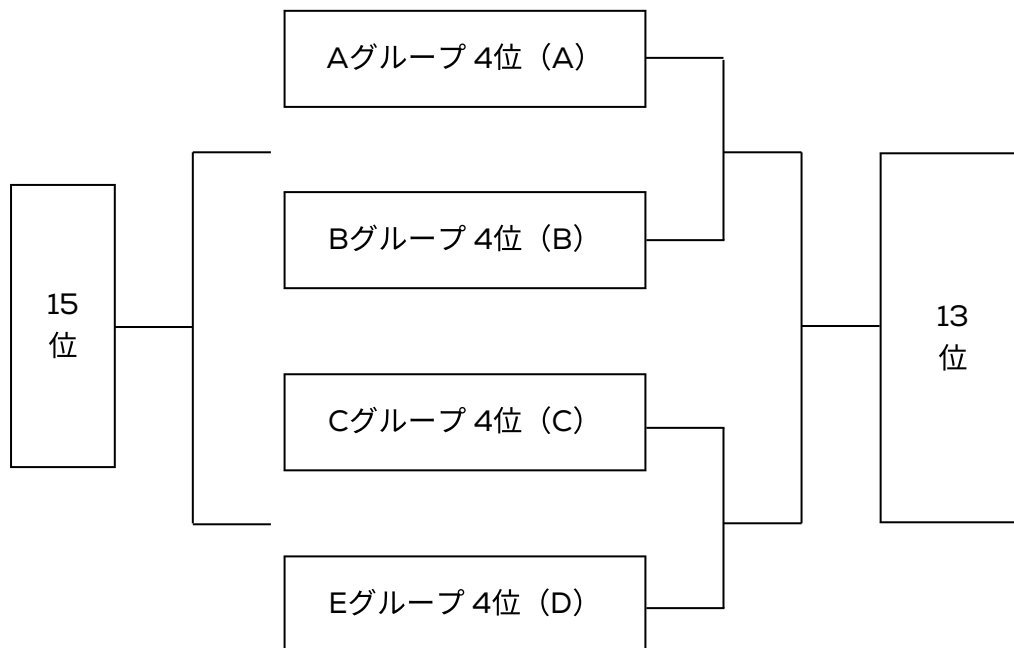 Aグループ 4位（A）
Bグループ 4位（B）
15
位
13
位
Cグループ 4位（C）
Eグループ 4位（D）